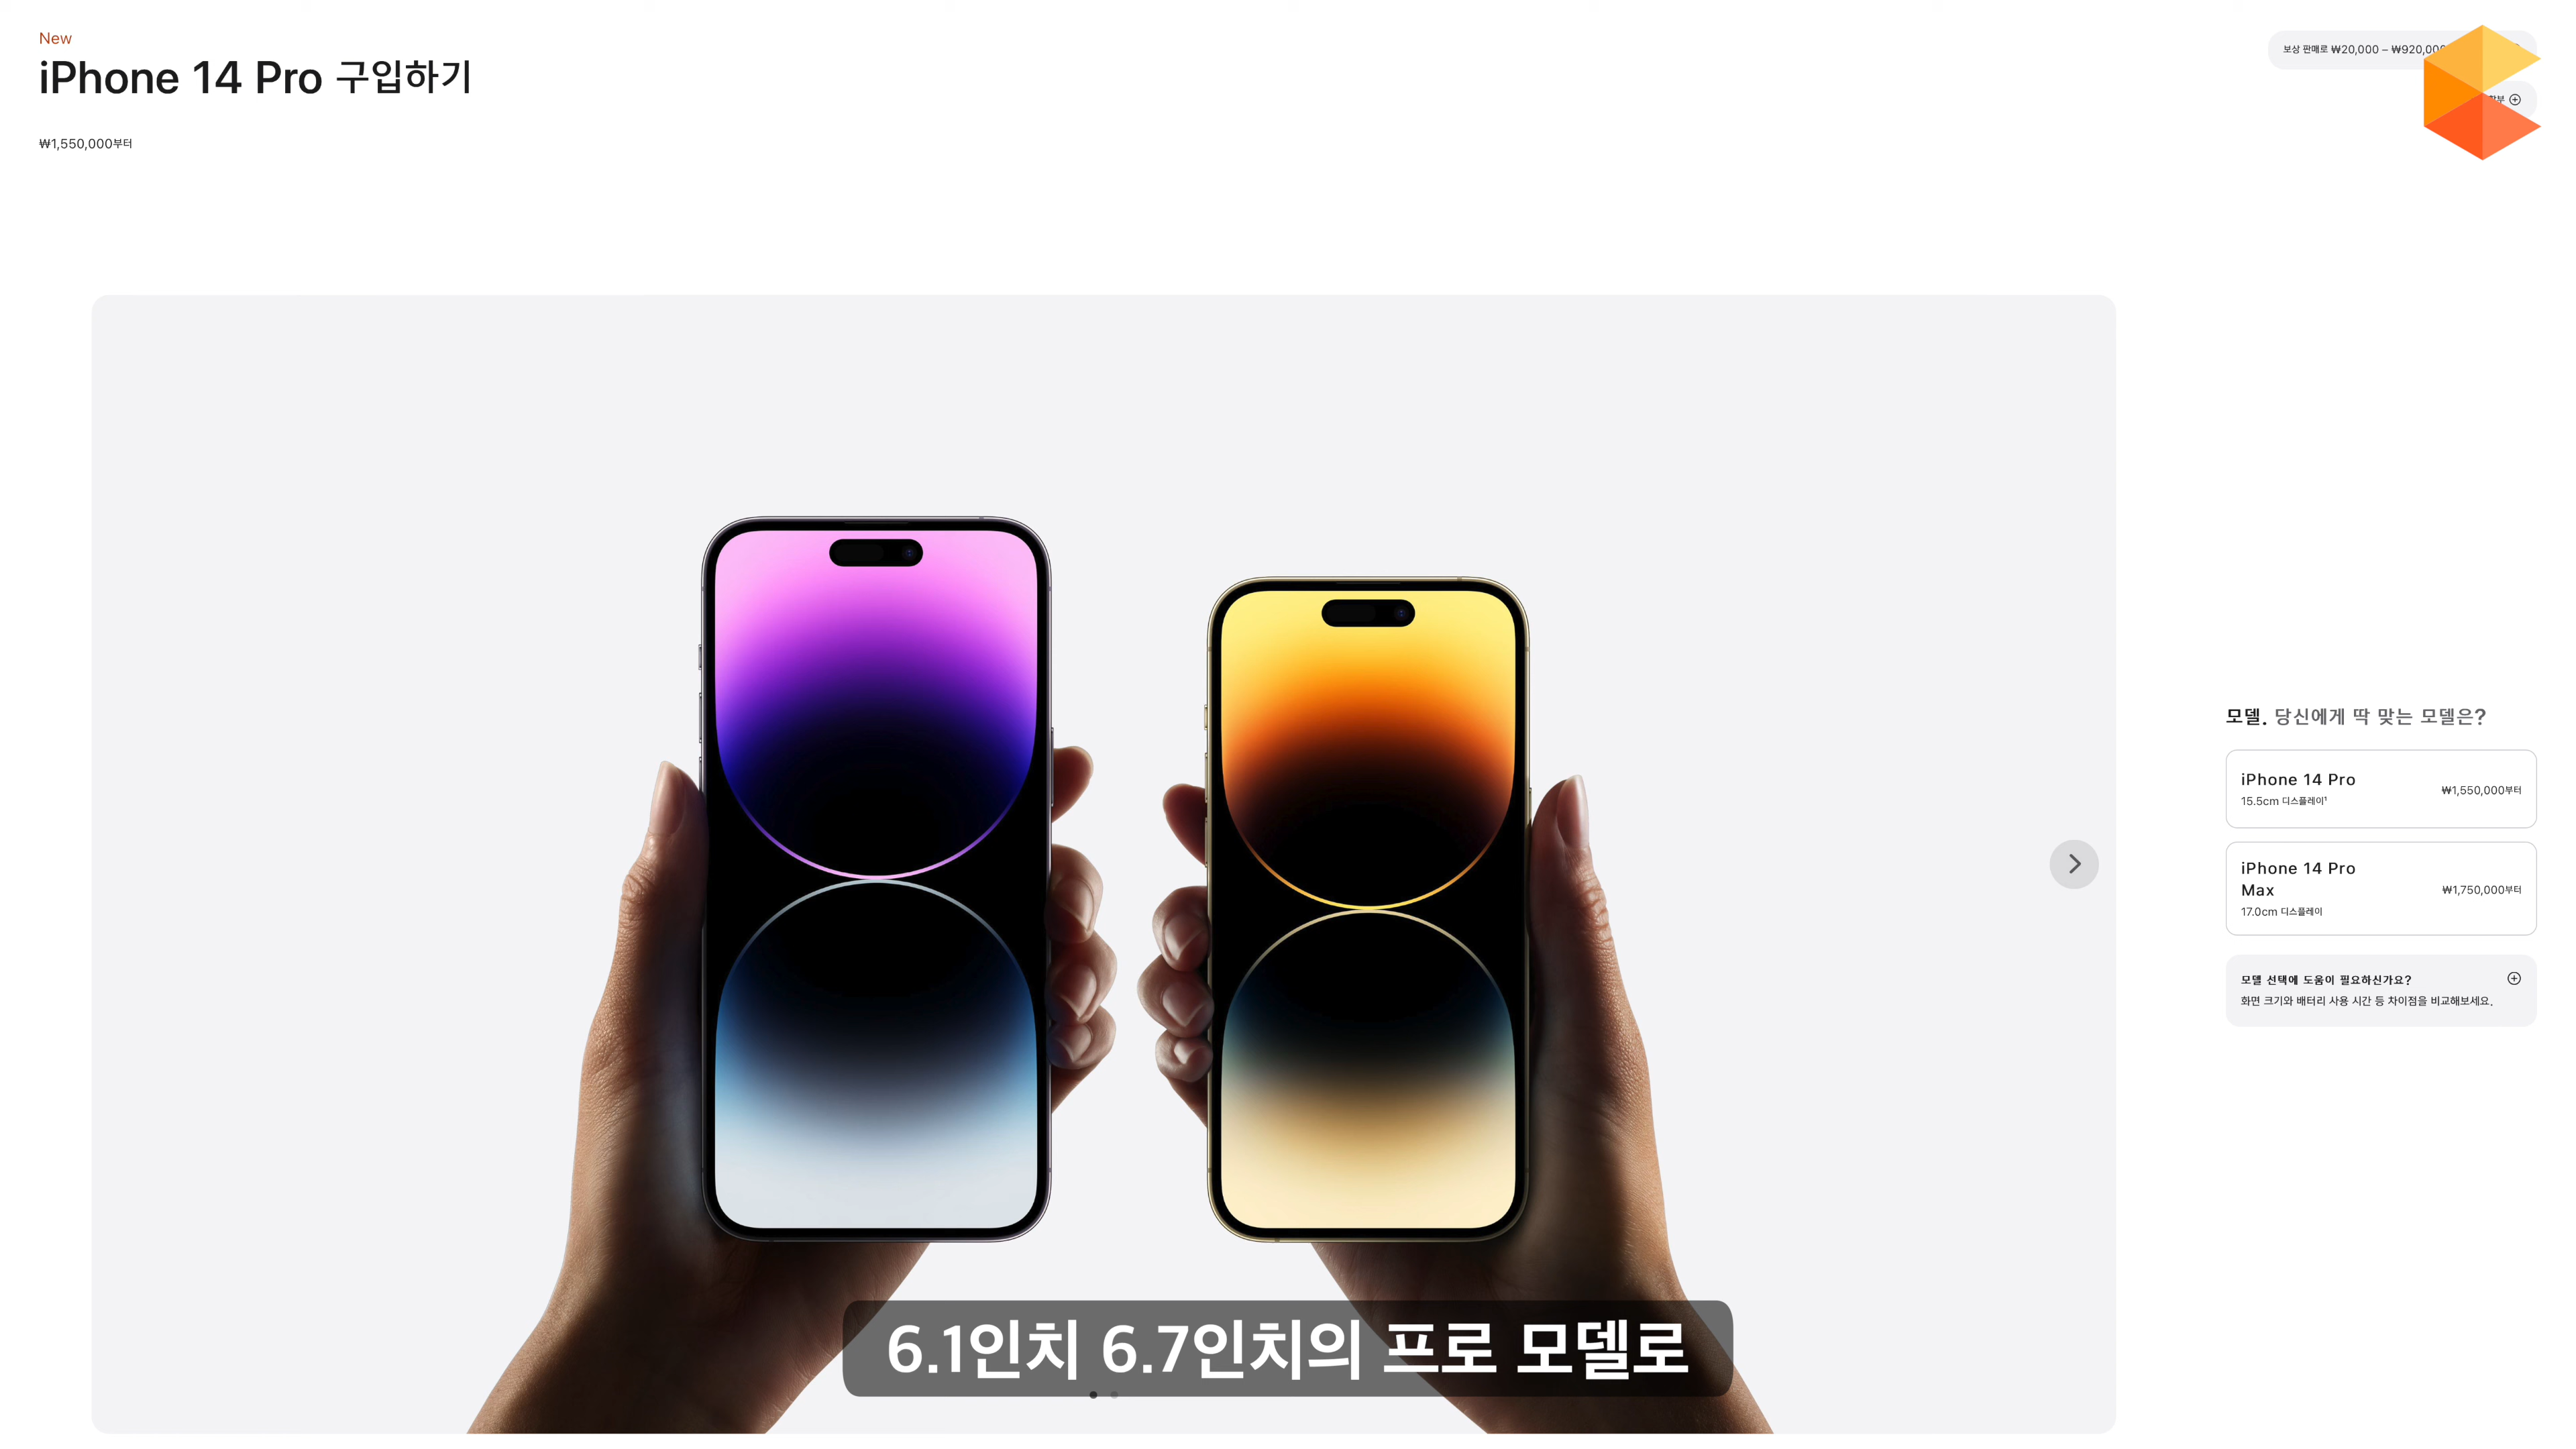 New
iPhone 14 Pro 구입하기
₩1,550,000부터
보상 판매로 ₩20,000 – ₩920,000
모델. 당신에게 딱 맞는 모델은?
iPhone 14 Pro
15.5cm 디스플레이¹
₩1,550,000부터
iPhone 14 Pro
Max
17.0cm 디스플레이
₩1,750,000부터
모델 선택에 도움이 필요하신가요?
화면 크기와 배터리 사용 시간 등 차이점을 비교해보세요.
6.1인치 6.7인치의 프로 모델로